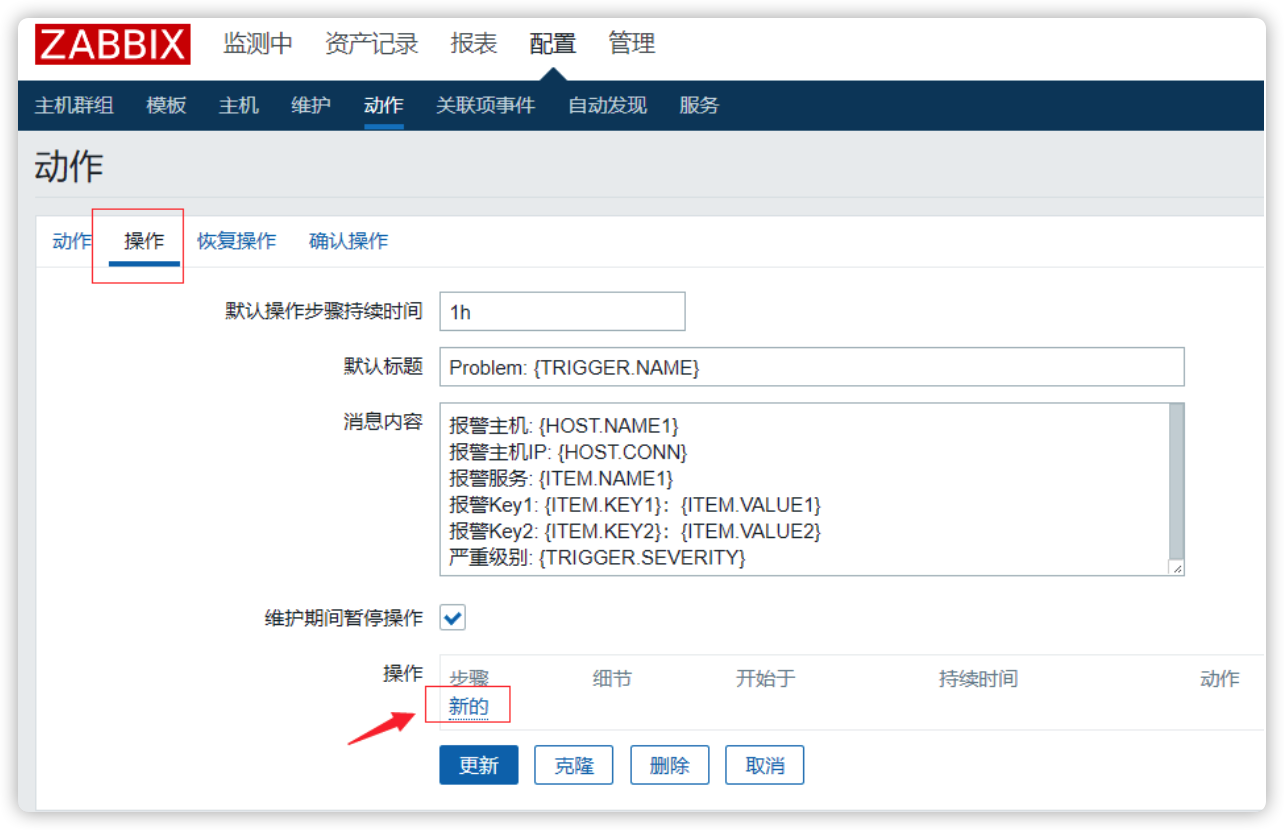 ZABBIX 监测中 资产记录 报表 配置 管理
主机群组 模板 主机 维护 动作 关联项事件 自动发现 服务
动作
动作 操作 恢复操作 确认操作
默认操作步骤持续时间 1h
默认标题 Problem: {TRIGGER.NAME}
消息内容 报警主机: {HOST.NAME1}
报警主机IP: {HOST.CONN}
报警服务: {ITEM.NAME1}
报警Key1: {ITEM.KEY1}：{ITEM.VALUE1}
报警Key2: {ITEM.KEY2}：{ITEM.VALUE2}
严重级别: {TRIGGER.SEVERITY}
维护期间暂停操作
操作 步骤 细节 开始于 持续时间 动作
新的
更新 克隆 删除 取消